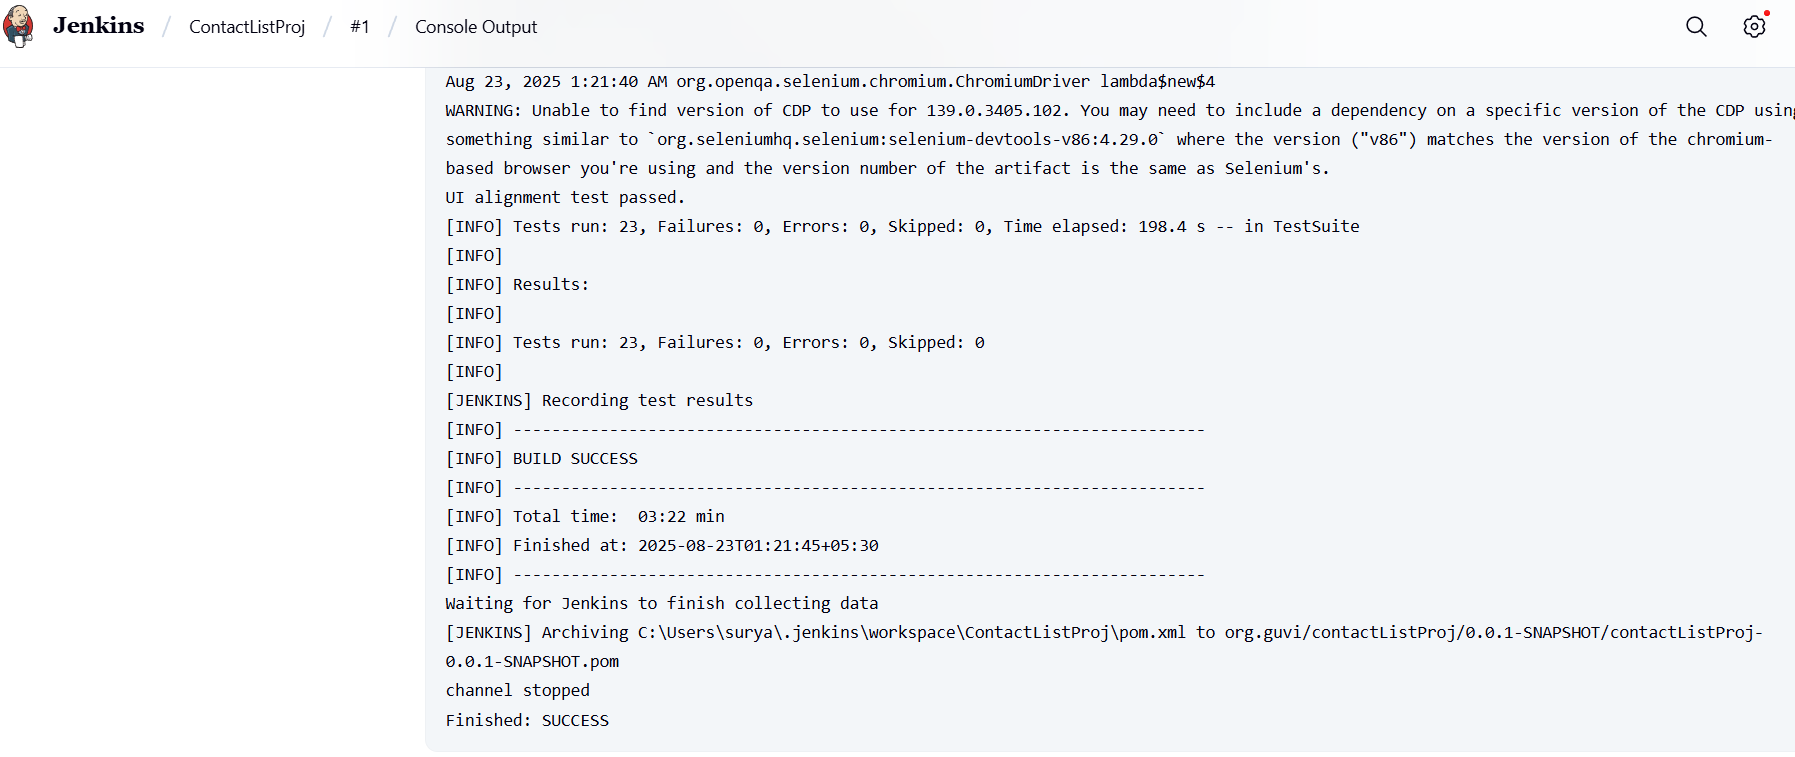 Jenkins / ContactListProj / #1 / Console Output
Aug 23, 2025 1:21:40 AM org.openqa.selenium.chromium.ChromiumDriver lambda$new$4
WARNING: Unable to find version of CDP to use for 139.0.3405.102. You may need to include a dependency on a specific version of the CDP using
something similar to `org.seleniumhq.selenium:selenium-devtools-v86:4.29.0` where the version ("v86") matches the version of the chromium-
based browser you're using and the version number of the artifact is the same as Selenium's.
UI alignment test passed.
[INFO] Tests run: 23, Failures: 0, Errors: 0, Skipped: 0, Time elapsed: 198.4 s -- in TestSuite
[INFO]
[INFO] Results:
[INFO]
[INFO] Tests run: 23, Failures: 0, Errors: 0, Skipped: 0
[INFO]
[JENKINS] Recording test results
[INFO] ------------------------------------------------------------------------
[INFO] BUILD SUCCESS
[INFO] ------------------------------------------------------------------------
[INFO] Total time:  03:22 min
[INFO] Finished at: 2025-08-23T01:21:45+05:30
[INFO] ------------------------------------------------------------------------
Waiting for Jenkins to finish collecting data
[JENKINS] Archiving C:\Users\surya\.jenkins\workspace\ContactListProj\pom.xml to org.guvi/contactListProj/0.0.1-SNAPSHOT/contactListProj-
0.0.1-SNAPSHOT.pom
channel stopped
Finished: SUCCESS